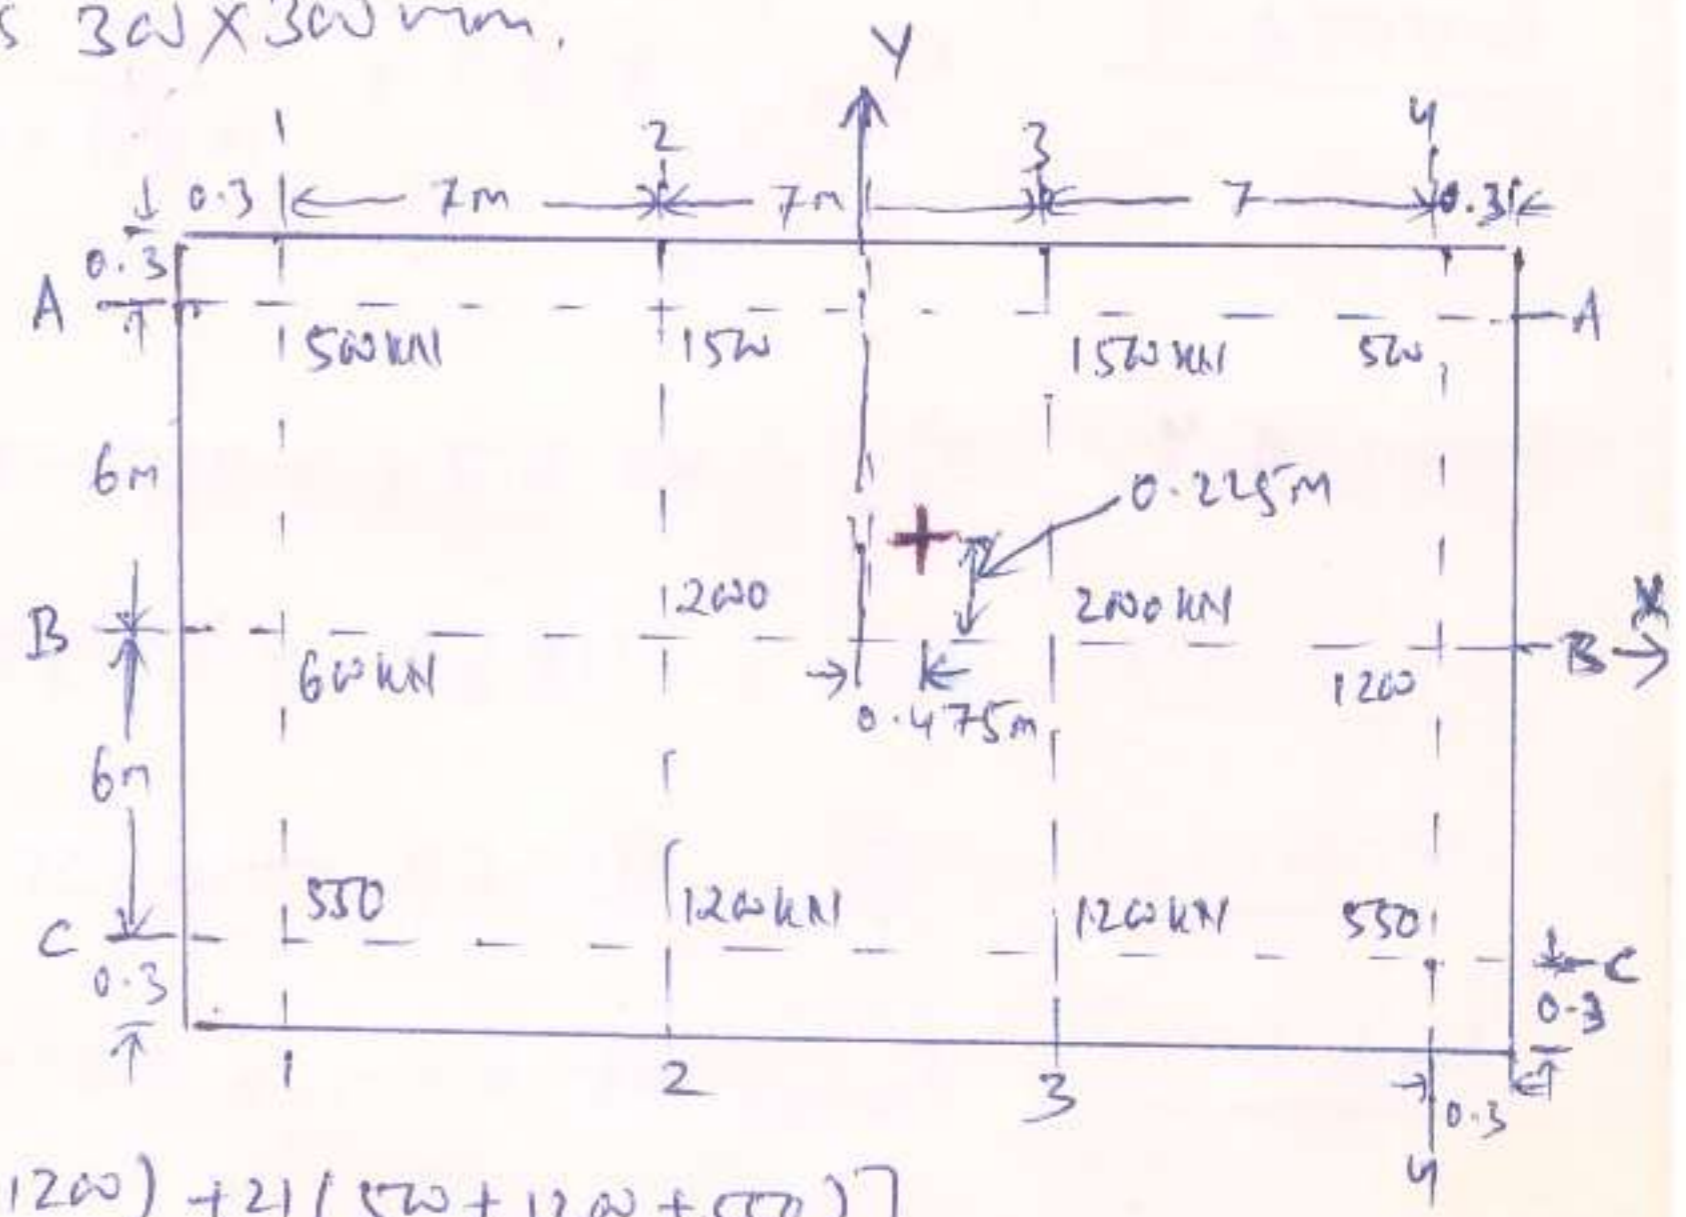 s 300 X 300 mm.
Y
1 2 3 4
0.3 7m 7m 7 0.3
0.3
A A
500 kN 1500 1500 kN 500
6m
0.225m
1200 2000 kN X
B B
600 kN 1200
0.475m
6m
550 1200 kN 1200 kN 550
C C
0.3 0.3
1 2 3
0.3
4
1200) + 21 (500 + 1200 + 550)]